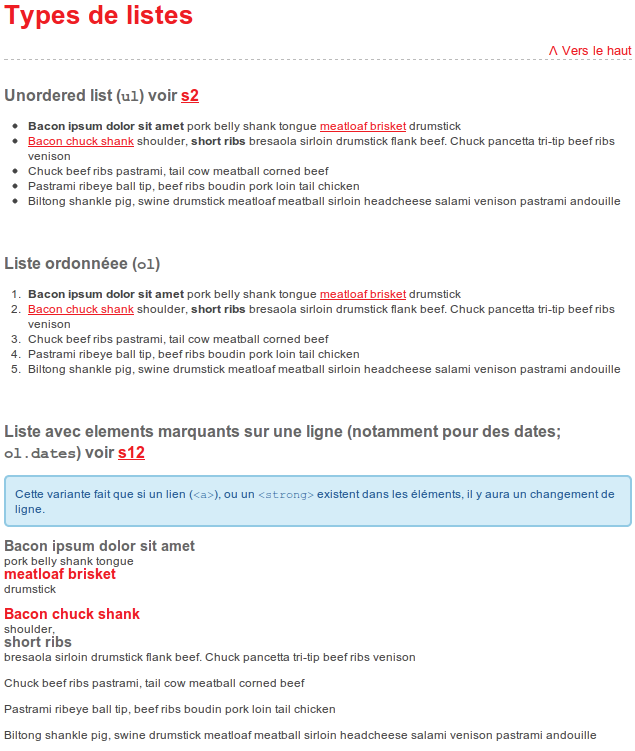 Types de listes
Λ Vers le haut
Unordered list (ul) voir s2
Bacon ipsum dolor sit amet pork belly shank tongue meatloaf brisket drumstick
Bacon chuck shank shoulder, short ribs bresaola sirloin drumstick flank beef. Chuck pancetta tri-tip beef ribs
venison
Chuck beef ribs pastrami, tail cow meatball corned beef
Pastrami ribeye ball tip, beef ribs boudin pork loin tail chicken
Biltong shankle pig, swine drumstick meatloaf meatball sirloin headcheese salami venison pastrami andouille
Liste ordonnéee (ol)
1. Bacon ipsum dolor sit amet pork belly shank tongue meatloaf brisket drumstick
2. Bacon chuck shank shoulder, short ribs bresaola sirloin drumstick flank beef. Chuck pancetta tri-tip beef ribs
venison
3. Chuck beef ribs pastrami, tail cow meatball corned beef
4. Pastrami ribeye ball tip, beef ribs boudin pork loin tail chicken
5. Biltong shankle pig, swine drumstick meatloaf meatball sirloin headcheese salami venison pastrami andouille
Liste avec elements marquants sur une ligne (notamment pour des dates;
ol.dates) voir s12
Cette variante fait que si un lien (<a>), ou un <strong> existent dans les éléments, il y aura un changement de
ligne.
Bacon ipsum dolor sit amet
pork belly shank tongue
meatloaf brisket
drumstick
Bacon chuck shank
shoulder,
short ribs
bresaola sirloin drumstick flank beef. Chuck pancetta tri-tip beef ribs venison
Chuck beef ribs pastrami, tail cow meatball corned beef
Pastrami ribeye ball tip, beef ribs boudin pork loin tail chicken
Biltong shankle pig, swine drumstick meatloaf meatball sirloin headcheese salami venison pastrami andouille